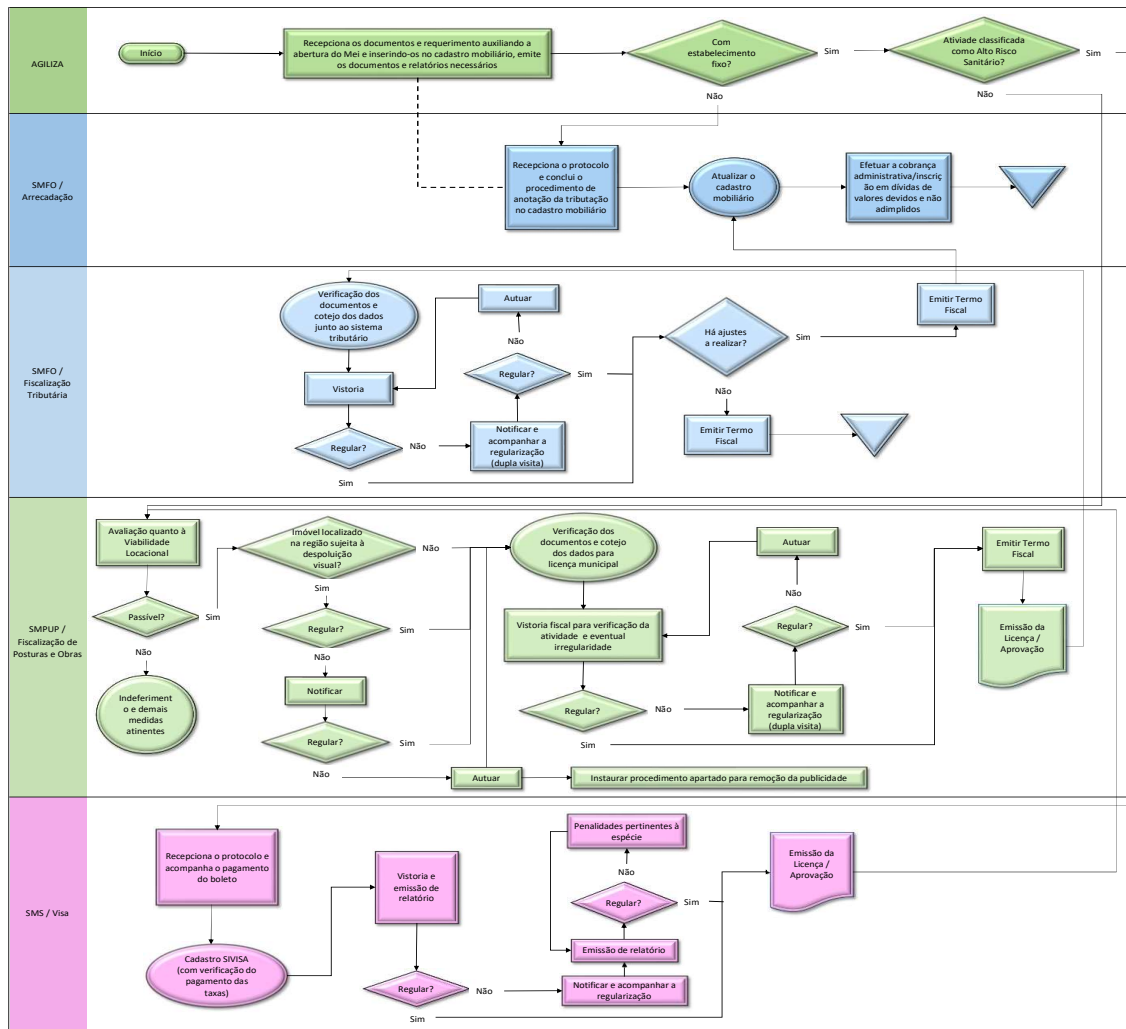 AGILIZA
Início
Recepciona os documentos e requerimento auxiliando a
abertura do Mei e inserindo-os no cadastro mobiliário, emite
os documentos e relatórios necessários
Com
estabelecimento
fixo?
Sim
Não
Ativiade classificada
como Alto Risco
Sanitário?
Sim
Não
SMFO /
Arrecadação
Recepciona o protocolo
e conclui o
procedimento de
anotação da tributação
no cadastro mobiliário
Atualizar o
cadastro
mobiliário
Efetuar a cobrança
administrativa/inscriç
ão em dívidas de
valores devidos e não
adimplidos
SMFO /
Fiscalização
Tributária
Verificação dos
documentos e
cotejo dos dados
junto ao sistema
tributário
Vistoria
Regular?
Não
Sim
Notificar e
acompanhar a
regularização
(dupla visita)
Regular?
Não
Sim
Autuar
Há ajustes
a realizar?
Sim
Não
Emitir Termo
Fiscal
Emitir Termo
Fiscal
SMPUP /
Fiscalização de
Posturas e Obras
Avaliação quanto à
Viabilidade
Locacional
Passível?
Sim
Não
Indeferiment
o e demais
medidas
atinentes
Imóvel localizado
na região sujeita à
despoluição
visual?
Não
Sim
Regular?
Sim
Não
Notificar
Regular?
Sim
Não
Autuar
Instaurar procedimento apartado para remoção da publicidade
Verificação dos
documentos e cotejo
dos dados para
licença municipal
Vistoria fiscal para verificação da
atividade e eventual
irregularidade
Regular?
Não
Sim
Notificar e
acompanhar a
regularização
(dupla visita)
Regular?
Não
Sim
Autuar
Emitir Termo
Fiscal
Emissão da
Licença /
Aprovação
SMS / Visa
Recepciona o protocolo e
acompanha o pagamento
do boleto
Cadastro SIVISA
(com verificação do
pagamento das
taxas)
Vistoria e
emissão de
relatório
Regular?
Não
Sim
Notificar e acompanhar a
regularização
Emissão de relatório
Regular?
Não
Sim
Penalidades pertinentes à
espécie
Emissão da
Licença /
Aprovação